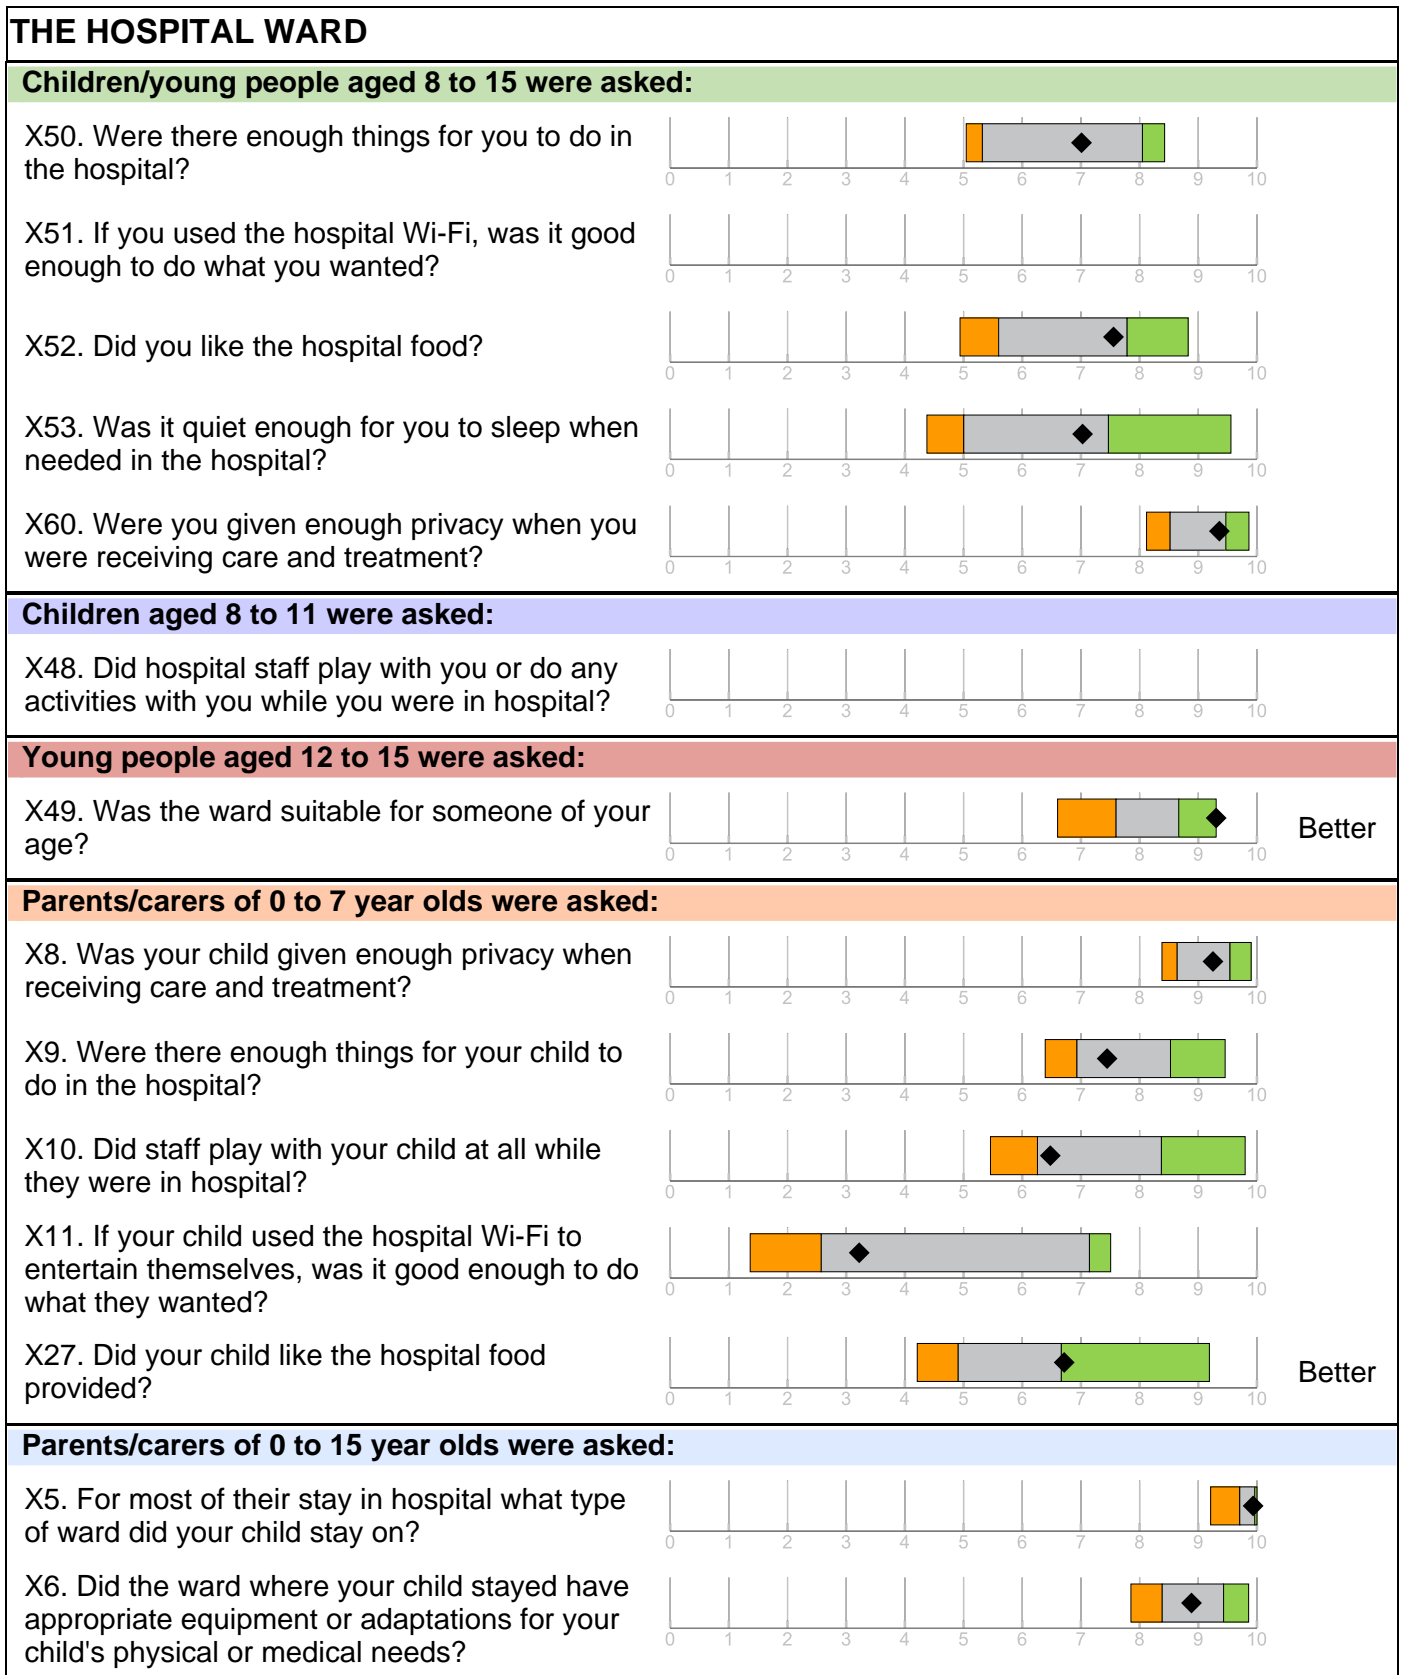 THE HOSPITAL WARD
Children/young people aged 8 to 15 were asked:
X50. Were there enough things for you to do in
the hospital?
0 1 2 3 4 5 6 7 8 9 10
X51. If you used the hospital Wi-Fi, was it good
enough to do what you wanted?
0 1 2 3 4 5 6 7 8 9 10
X52. Did you like the hospital food?
0 1 2 3 4 5 6 7 8 9 10
X53. Was it quiet enough for you to sleep when
needed in the hospital?
0 1 2 3 4 5 6 7 8 9 10
X60. Were you given enough privacy when you
were receiving care and treatment?
0 1 2 3 4 5 6 7 8 9 10
Children aged 8 to 11 were asked:
X48. Did hospital staff play with you or do any
activities with you while you were in hospital?
0 1 2 3 4 5 6 7 8 9 10
Young people aged 12 to 15 were asked:
X49. Was the ward suitable for someone of your
age?
0 1 2 3 4 5 6 7 8 9 10
Better
Parents/carers of 0 to 7 year olds were asked:
X8. Was your child given enough privacy when
receiving care and treatment?
0 1 2 3 4 5 6 7 8 9 10
X9. Were there enough things for your child to
do in the hospital?
0 1 2 3 4 5 6 7 8 9 10
X10. Did staff play with your child at all while
they were in hospital?
0 1 2 3 4 5 6 7 8 9 10
X11. If your child used the hospital Wi-Fi to
entertain themselves, was it good enough to do
what they wanted?
0 1 2 3 4 5 6 7 8 9 10
X27. Did your child like the hospital food
provided?
0 1 2 3 4 5 6 7 8 9 10
Better
Parents/carers of 0 to 15 year olds were asked:
X5. For most of their stay in hospital what type
of ward did your child stay on?
0 1 2 3 4 5 6 7 8 9 10
X6. Did the ward where your child stayed have
appropriate equipment or adaptations for your
child's physical or medical needs?
0 1 2 3 4 5 6 7 8 9 10